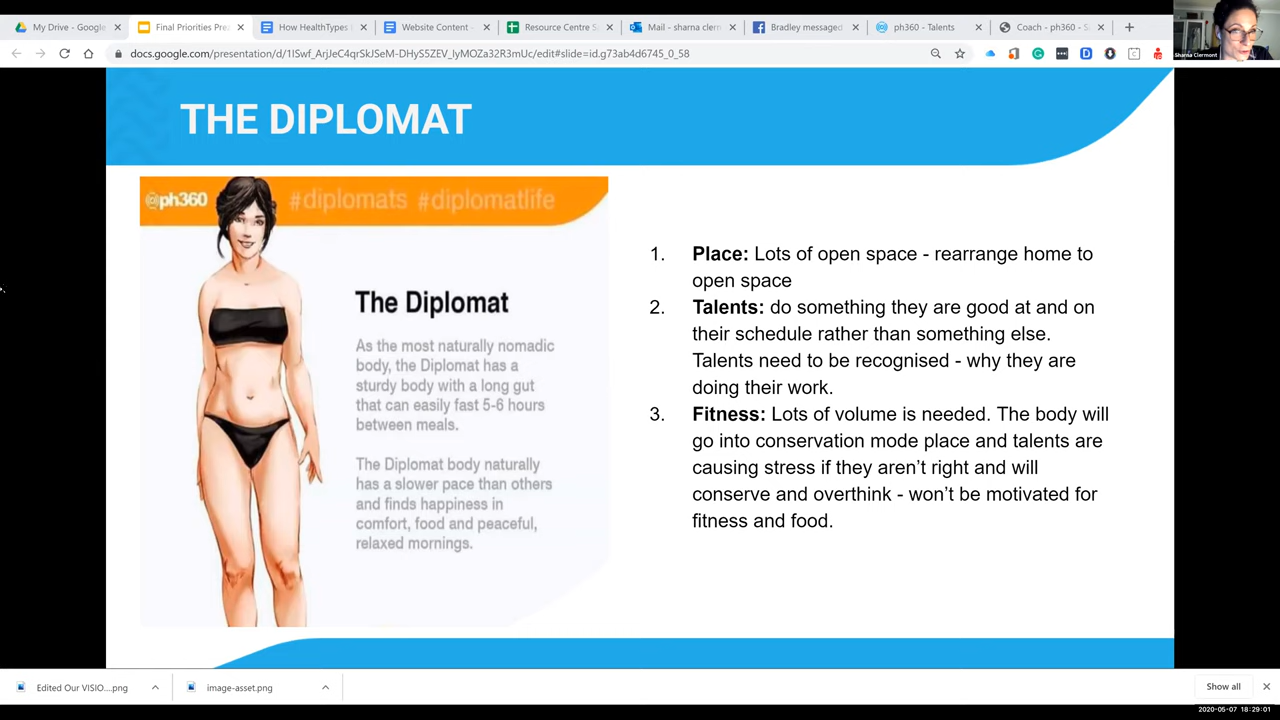 My Drive - Google
Final Priorities Pre
How HealthTypes
Website Content
Resource Centre S
Mail - sharna clerm
Bradley messaged
ph360 - Talents
Coach - ph360 - S
docs.google.com/presentation/d/1ISwf_ArjJeC4qrSkJSeM-DHyS5ZEV_lyMOZa32R3mUc/edit#slide=id.g73ab4d6745_0_58
Sharna Clermont
THE DIPLOMAT
@ph360 #diplomats #diplomatlife
The Diplomat
As the most naturally nomadic
body, the Diplomat has a
sturdy body with a long gut
that can easily fast 5-6 hours
between meals.
The Diplomat body naturally
has a slower pace than others
and finds happiness in
comfort, food and peaceful,
relaxed mornings.
1. Place: Lots of open space - rearrange home to
open space
2. Talents: do something they are good at and on
their schedule rather than something else.
Talents need to be recognised - why they are
doing their work.
3. Fitness: Lots of volume is needed. The body will
go into conservation mode place and talents are
causing stress if they aren't right and will
conserve and overthink - won't be motivated for
fitness and food.
Edited Our VISIO....png
image-asset.png
Show all
2020-05-07 18:29:01